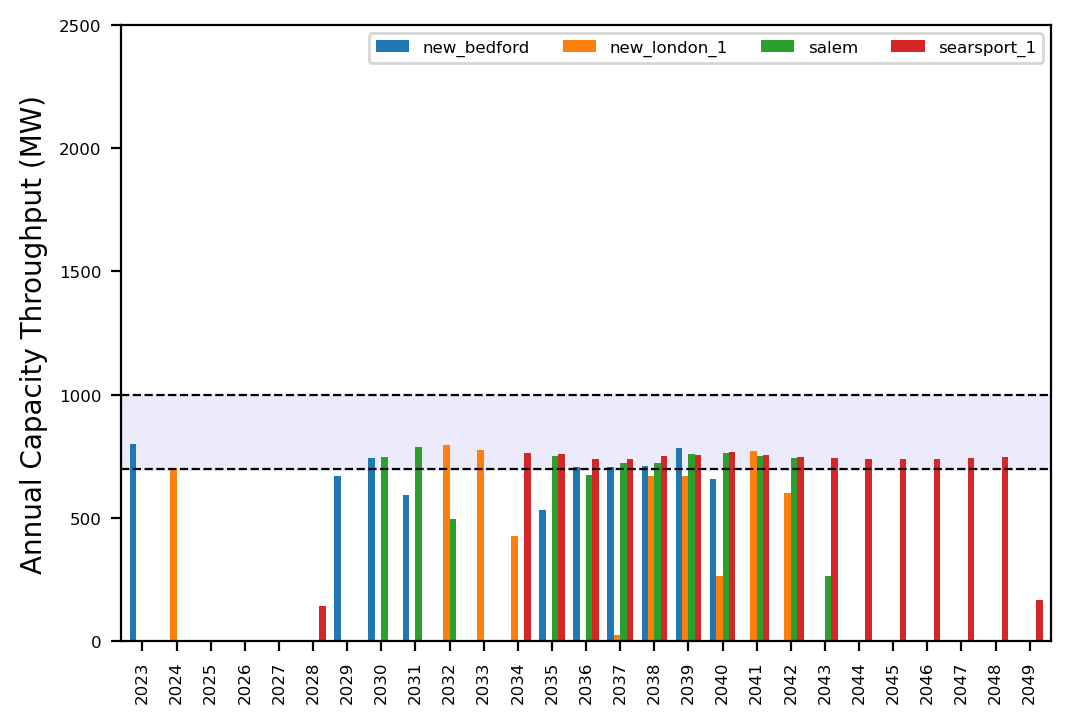 2500
2000
1500
1000
500
0
Annual Capacity Throughput (MW)
new_bedford new_london_1 salem searsport_1
2023 2024 2025 2026 2027 2028 2029 2030 2031 2032 2033 2034 2035 2036 2037 2038 2039 2040 2041 2042 2043 2044 2045 2046 2047 2048 2049